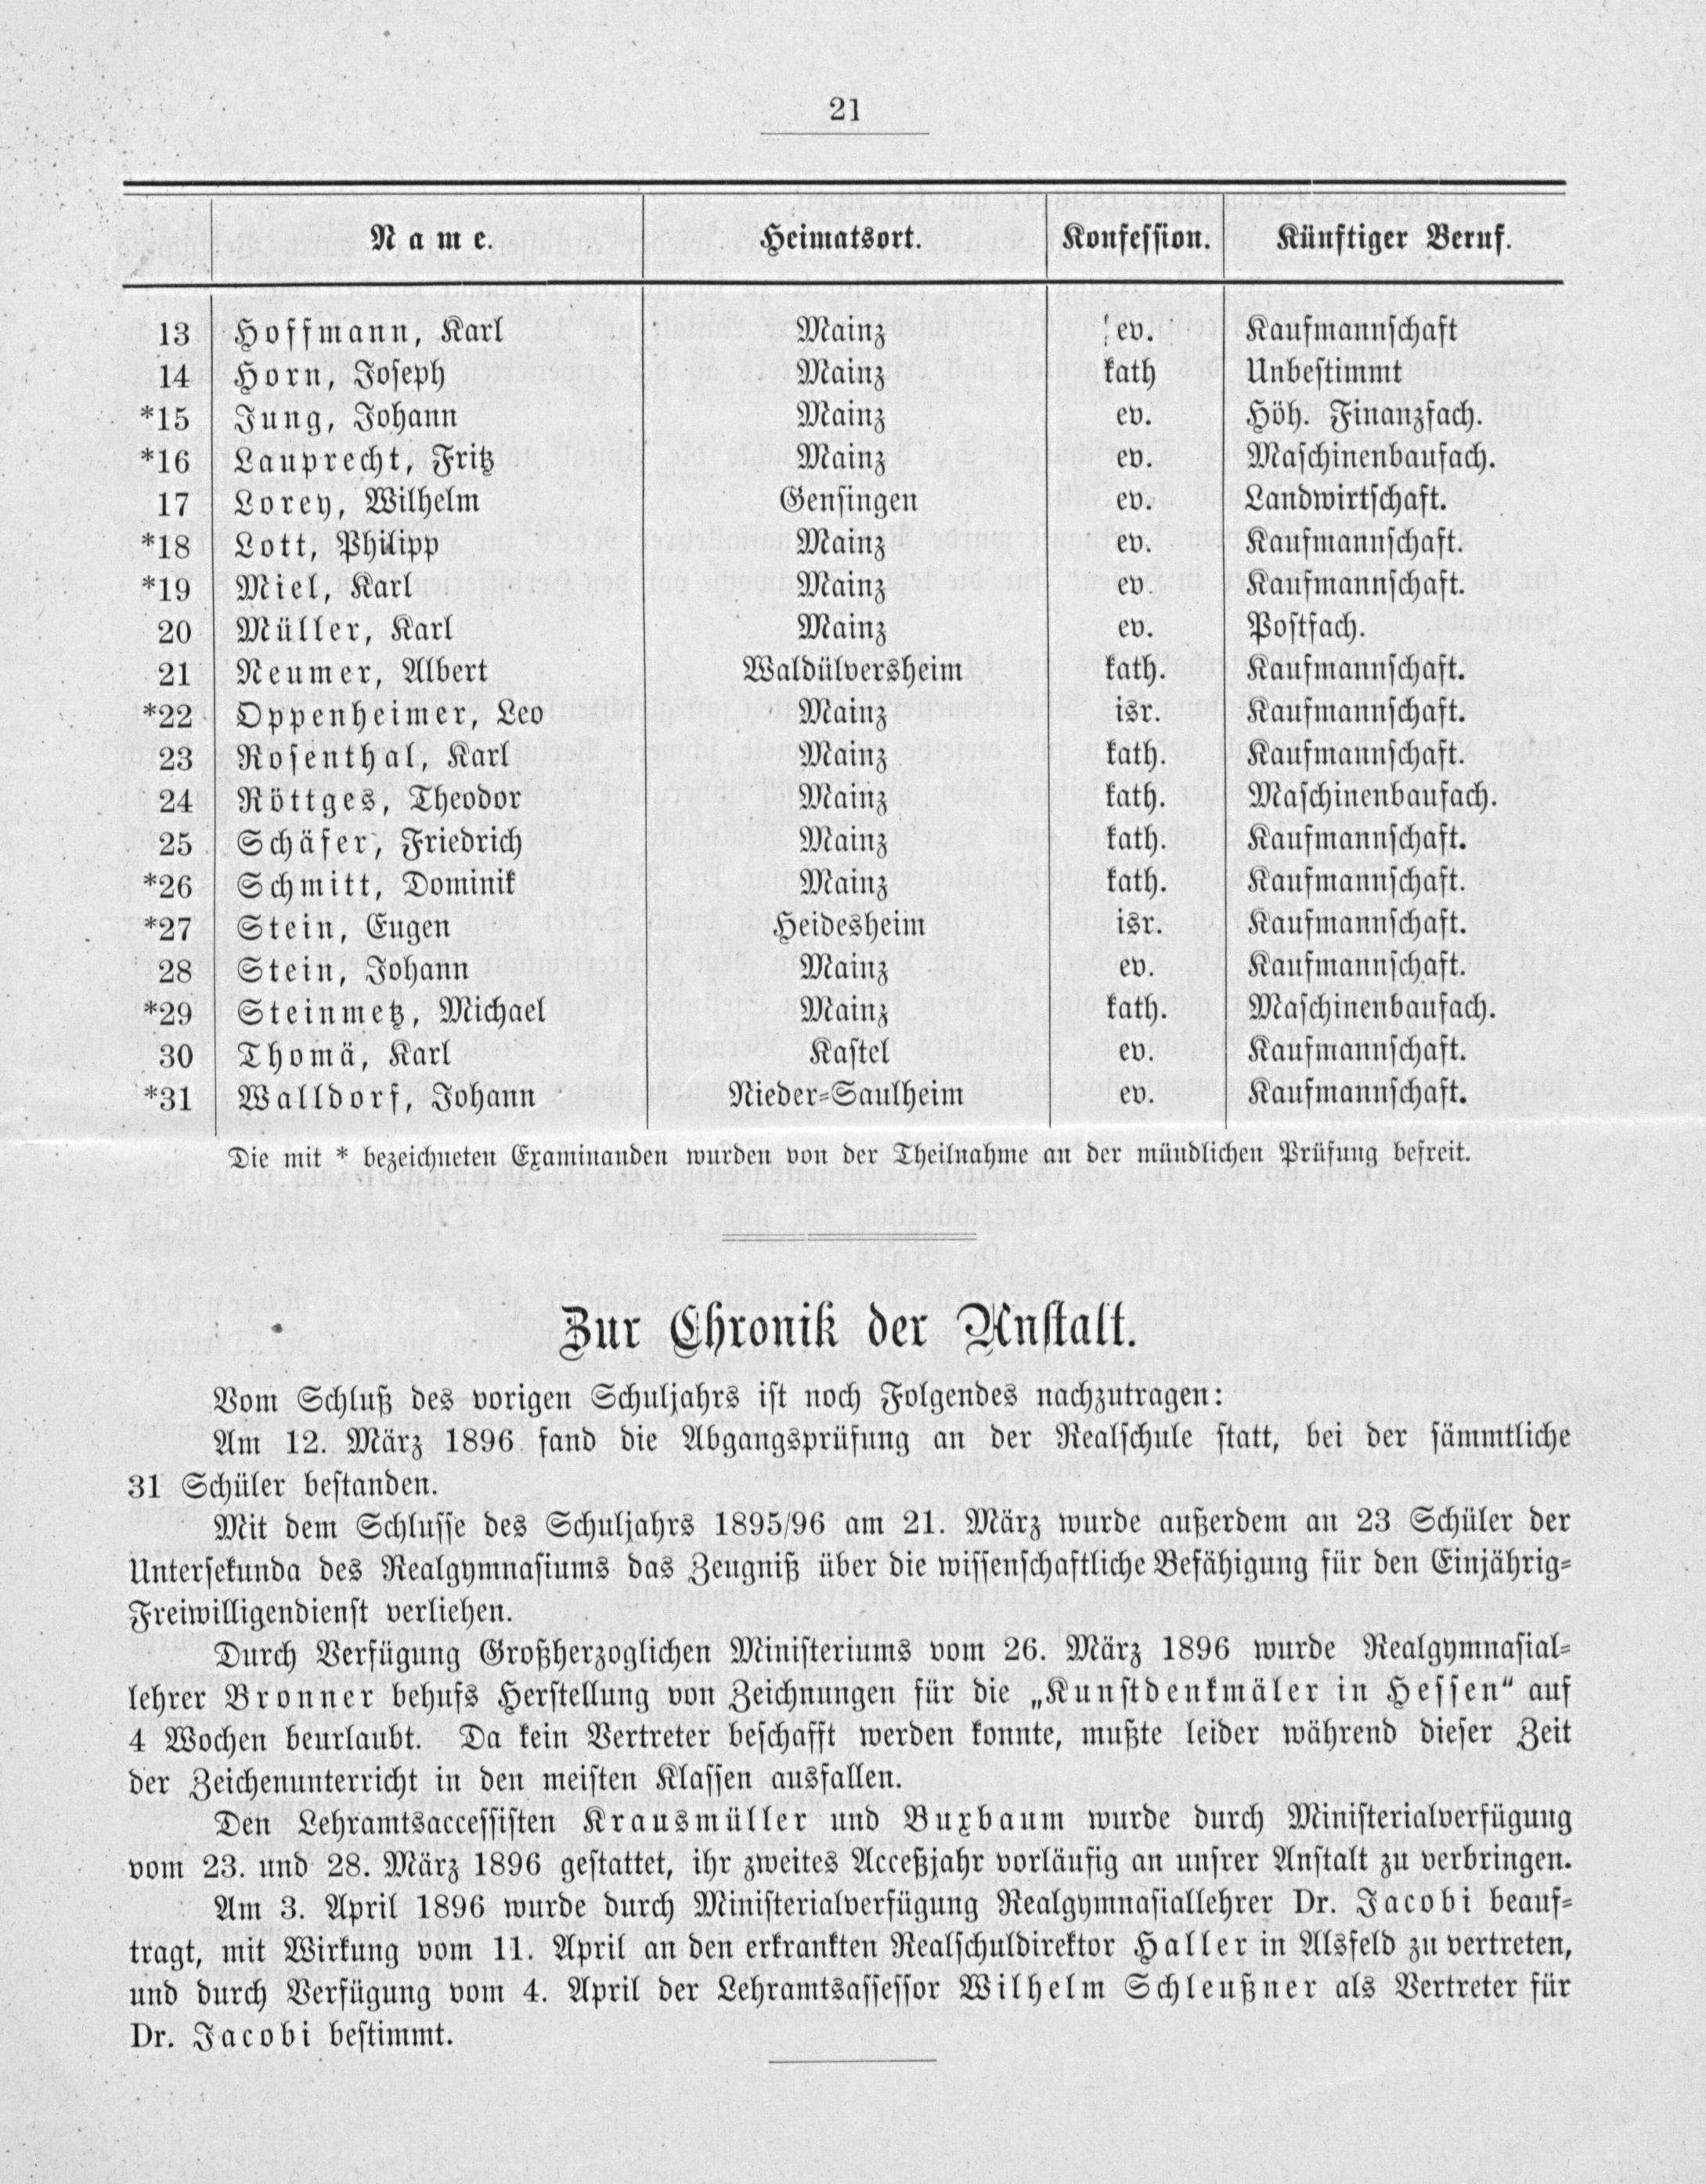 21
Name. Heimatsort. Konfession. Künftiger Beruf.
13 Hoffmann, Karl Mainz ev. Kaufmannschaft
14 Horn, Joseph Mainz kath Unbestimmt
*15 Jung, Johann Mainz ev. Höh. Finanzfach.
*16 Lauprecht, Fritz Mainz ev. Maschinenbaufach.
17 Lorey, Wilhelm Gensingen ev. Landwirtschaft.
*18 Lott, Philipp Mainz ev. Kaufmannschaft.
*19 Miel, Karl Mainz ev. Kaufmannschaft.
20 Müller, Karl Mainz ev. Postfach.
21 Neumer, Albert Waldülversheim kath. Kaufmannschaft.
*22 Oppenheimer, Leo Mainz isr. Kaufmannschaft.
23 Rosenthal, Karl Mainz kath. Kaufmannschaft.
24 Röttges, Theodor Mainz kath. Maschinenbaufach.
25 Schäfer, Friedrich Mainz kath. Kaufmannschaft.
*26 Schmitt, Dominik Mainz kath. Kaufmannschaft.
*27 Stein, Eugen Heidesheim isr. Kaufmannschaft.
28 Stein, Johann Mainz ev. Kaufmannschaft.
*29 Steinmetz, Michael Mainz kath. Maschinenbaufach.
30 Thomä, Karl Kastel ev. Kaufmannschaft.
*31 Walldorf, Johann Nieder-Saulheim ev. Kaufmannschaft.
Die mit * bezeichneten Examinanden wurden von der Theilnahme an der mündlichen Prüfung befreit.
Zur Chronik der Anstalt.
Vom Schluß des vorigen Schuljahrs ist noch Folgendes nachzutragen:
Am 12. März 1896 fand die Abgangsprüfung an der Realschule statt, bei der sämmtliche
31 Schüler bestanden.
Mit dem Schlusse des Schuljahrs 1895/96 am 21. März wurde außerdem an 23 Schüler der
Untersekunda des Realgymnasiums das Zeugniß über die wissenschaftliche Befähigung für den Einjährig-
Freiwilligendienst verliehen.
Durch Verfügung Großherzoglichen Ministeriums vom 26. März 1896 wurde Realgymnasial-
lehrer Bronner behufs Herstellung von Zeichnungen für die „Kunstdenkmäler in Hessen“ auf
4 Wochen beurlaubt. Da kein Vertreter beschafft werden konnte, mußte leider während dieser Zeit
der Zeichenunterricht in den meisten Klassen ausfallen.
Den Lehramtsaccessisten Krausmüller und Buxbaum wurde durch Ministerialverfügung
vom 23. und 28. März 1896 gestattet, ihr zweites Acceßjahr vorläufig an unsrer Anstalt zu verbringen.
Am 3. April 1896 wurde durch Ministerialverfügung Realgymnasiallehrer Dr. Jacobi beauf-
tragt, mit Wirkung vom 11. April an den erkrankten Realschuldirektor Haller in Alsfeld zu vertreten,
und durch Verfügung vom 4. April der Lehramtsassessor Wilhelm Schleußner als Vertreter für
Dr. Jacobi bestimmt.